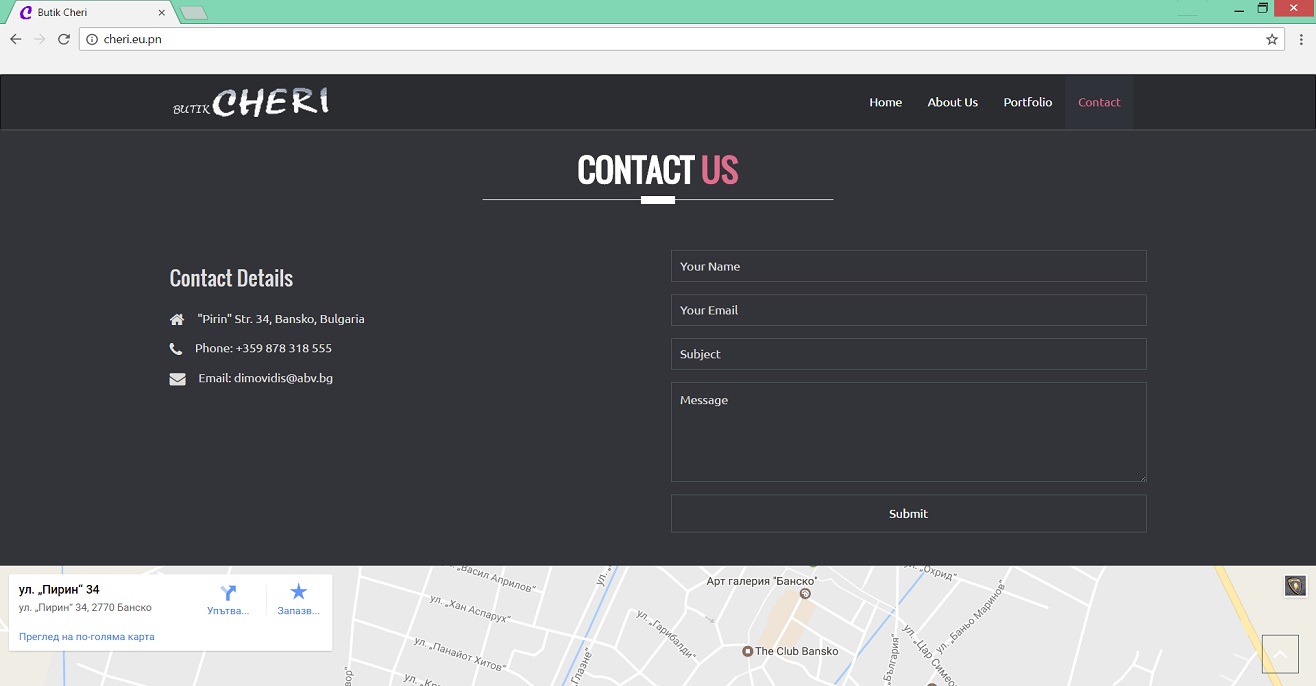 Butik Cheri
cheri.eu.pn
BUTIK CHERI
Home
About Us
Portfolio
Contact
CONTACT US
Contact Details
"Pirin" Str. 34, Bansko, Bulgaria
Phone: +359 878 318 555
Email: dimovidis@abv.bg
Your Name
Your Email
Subject
Message
Submit
ул. „Пирин“ 34
ул. „Пирин“ 34, 2770 Банско
Упътва...
Запазв...
Преглед на по-голяма карта
ул. „Васил Априлов“
ул. „Хан Аспарух“
ул. „Панайот Хитов“
ул. „Гарибалди“
Арт галерия "Банско"
The Club Bansko
ул. „Охрид“
ул. „Баньо Маринов“
ул. „Цар Симео
„България“
„Глазне“